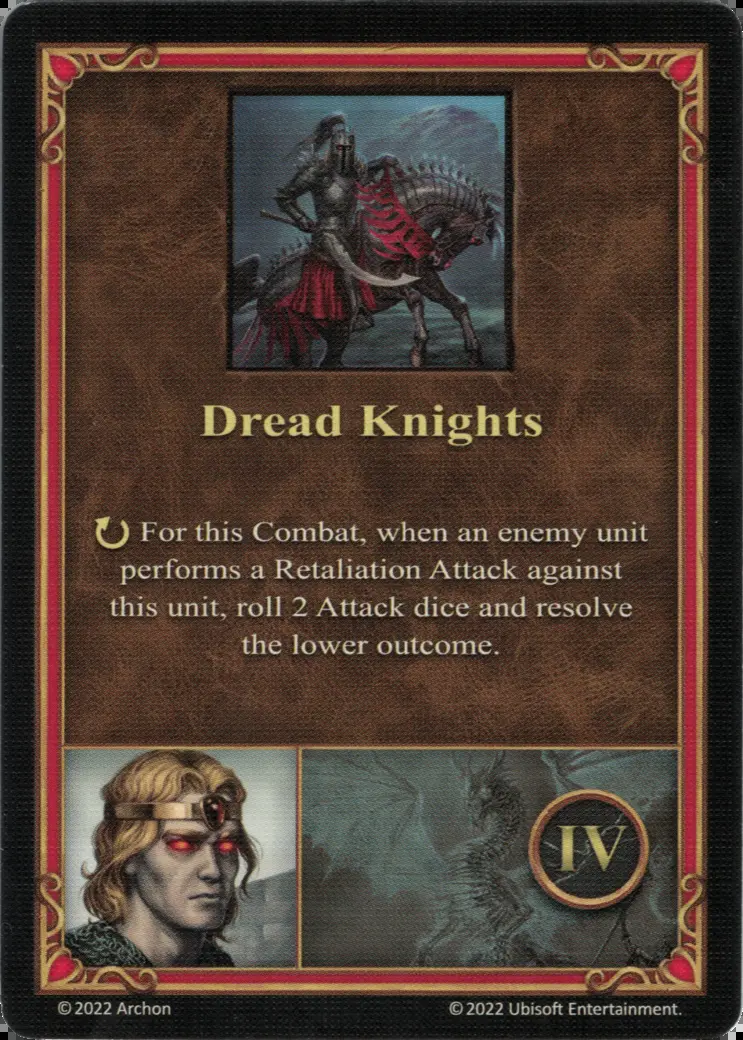 Dread Knights
For this Combat, when an enemy unit
performs a Retaliation Attack against
this unit, roll 2 Attack dice and resolve
the lower outcome.
IV
© 2022 Archon
© 2022 Ubisoft Entertainment.